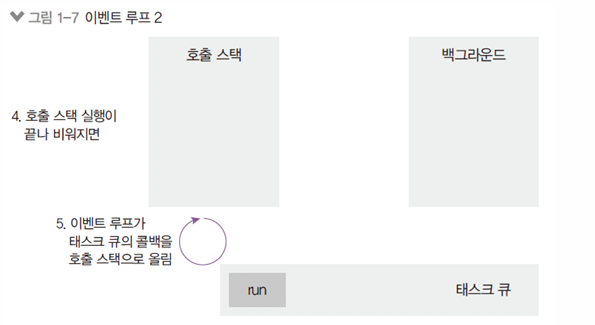 그림 1-7 이벤트 루프 2
호출 스택
백그라운드
4. 호출 스택 실행이
끝나 비워지면
5. 이벤트 루프가
태스크 큐의 콜백을
호출 스택으로 올림
run
태스크 큐